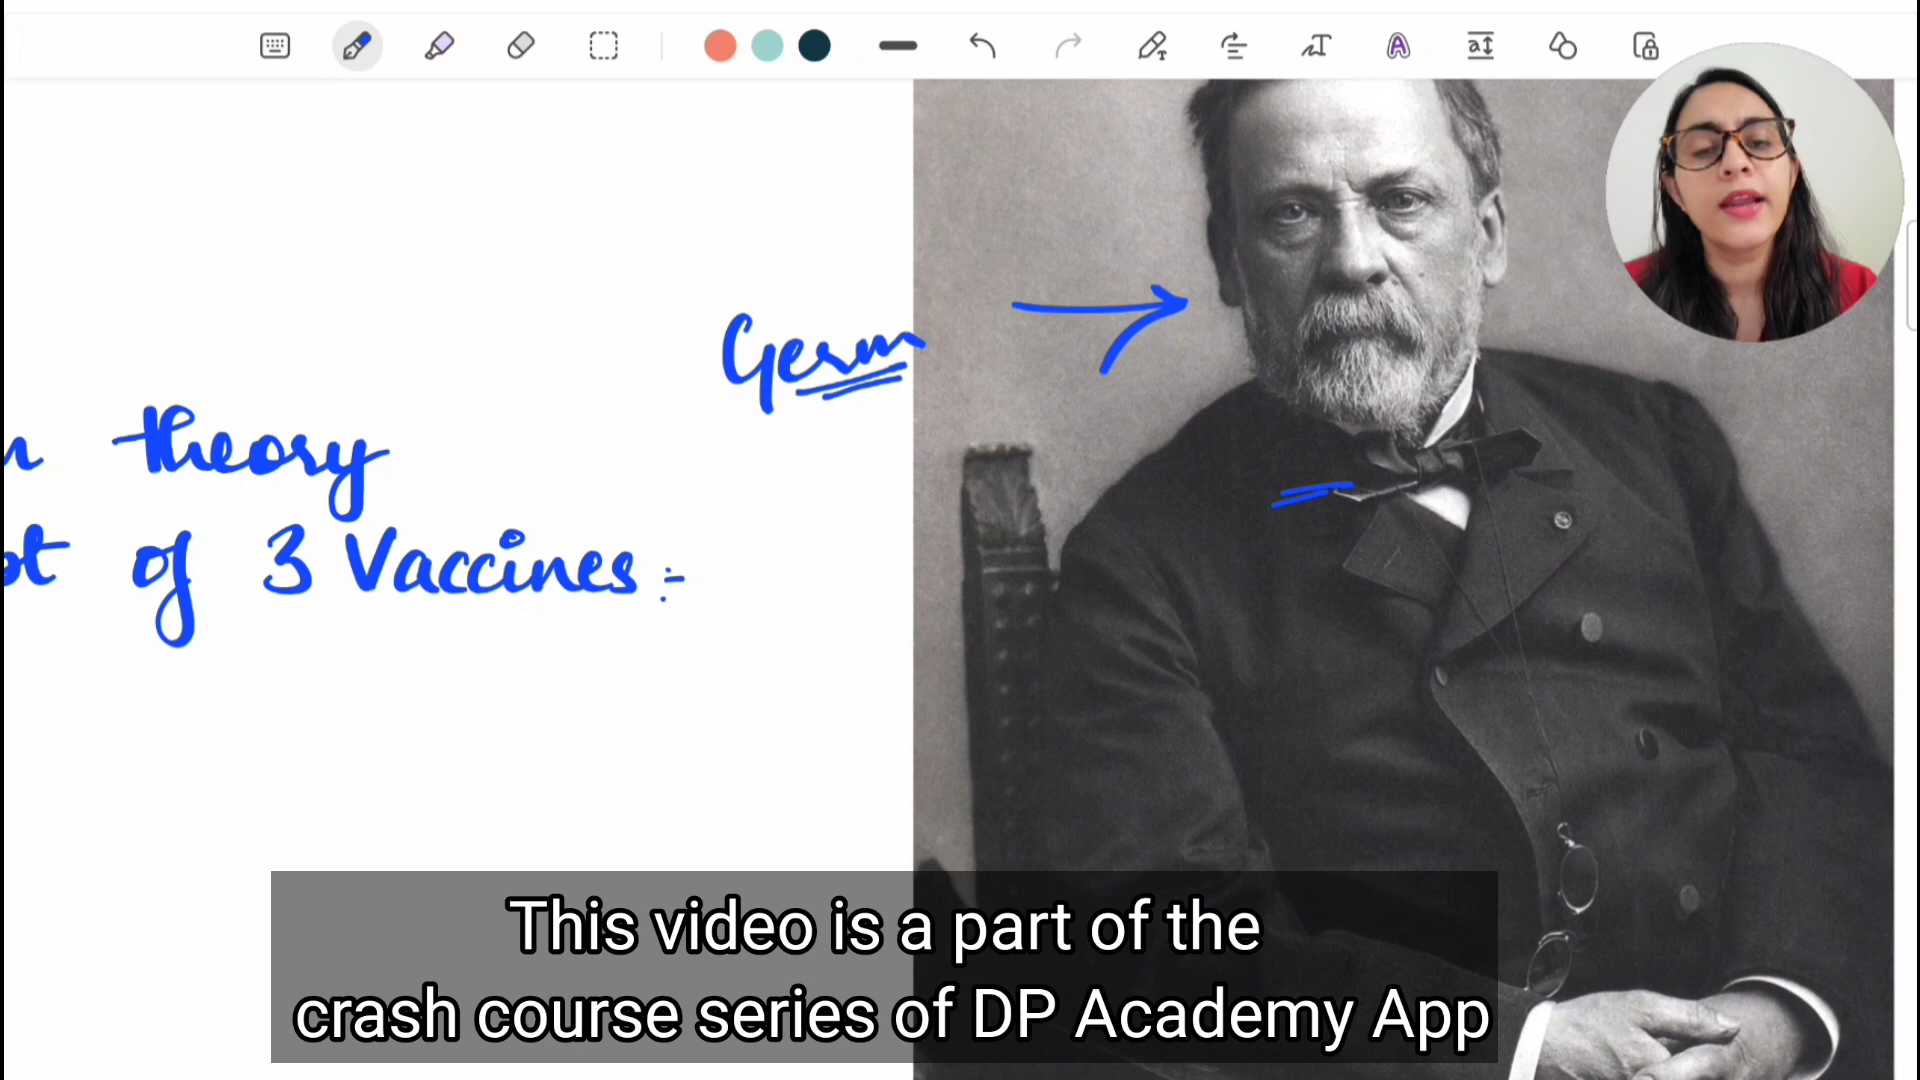 Germ
theory
of 3 Vaccines :-
This video is a part of the
crash course series of DP Academy App